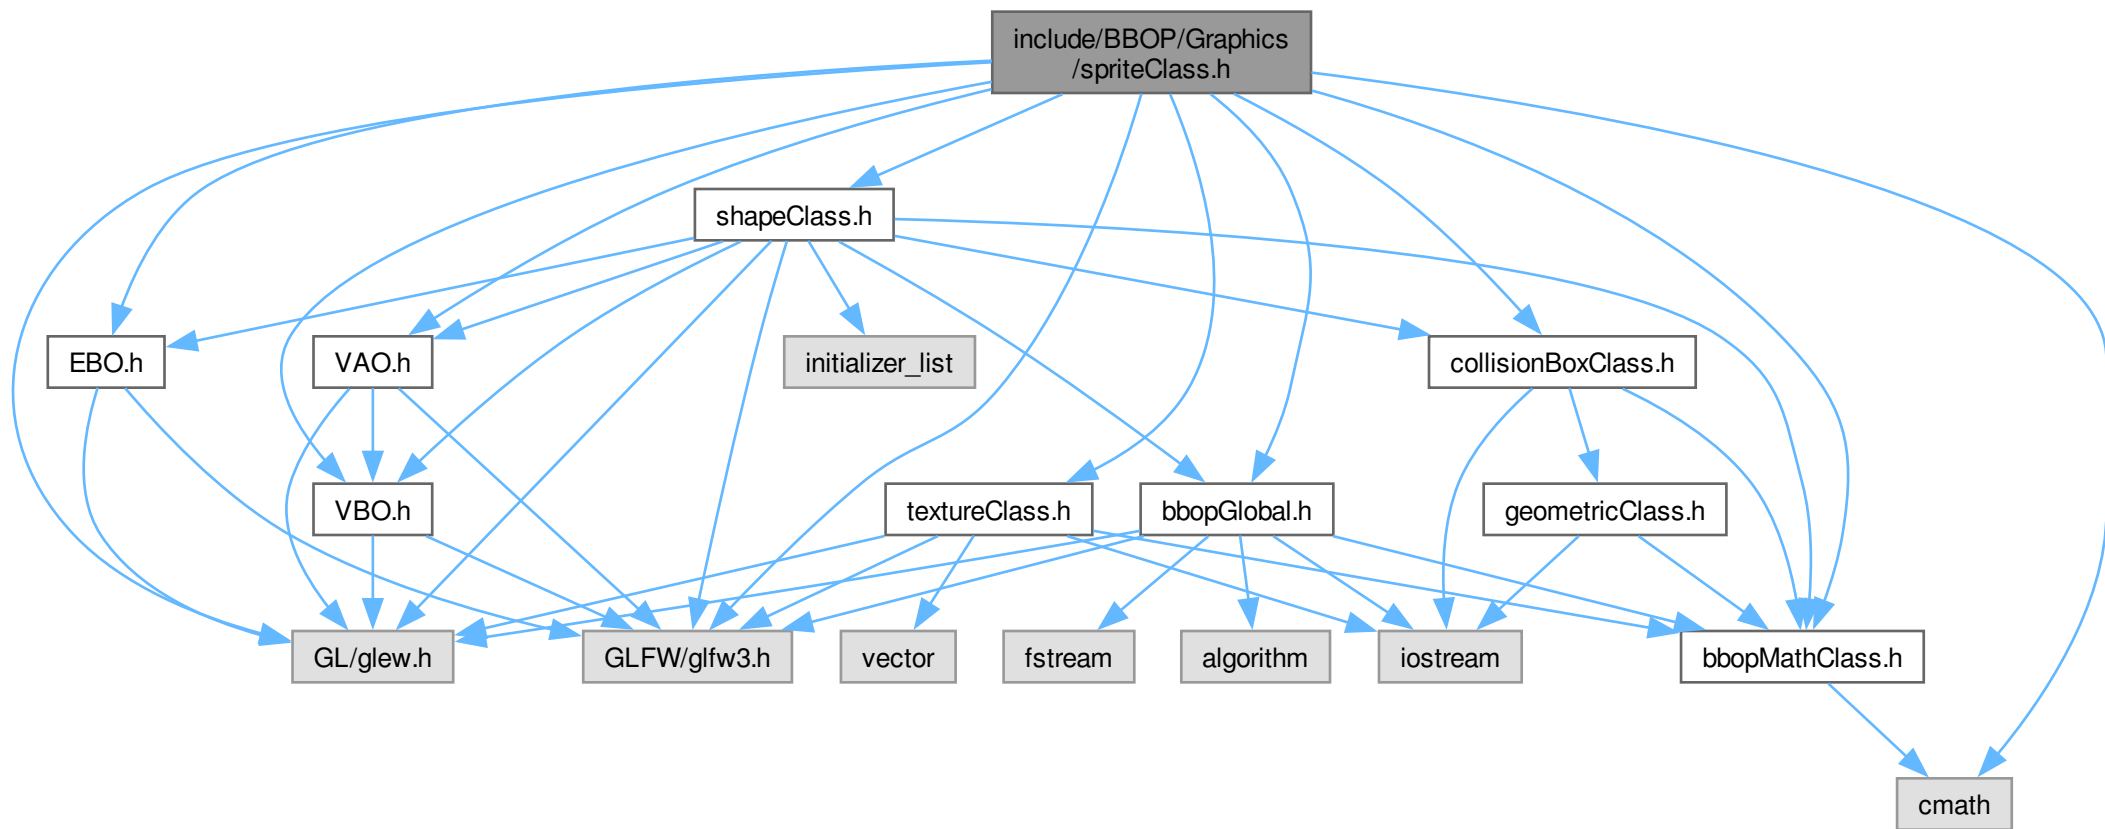 include/BBOP/Graphics
/spriteClass.h
shapeClass.h
EBO.h
VAO.h
initializer_list
collisionBoxClass.h
VBO.h
textureClass.h
bbopGlobal.h
geometricClass.h
GL/glew.h
GLFW/glfw3.h
vector
fstream
algorithm
iostream
bbopMathClass.h
cmath